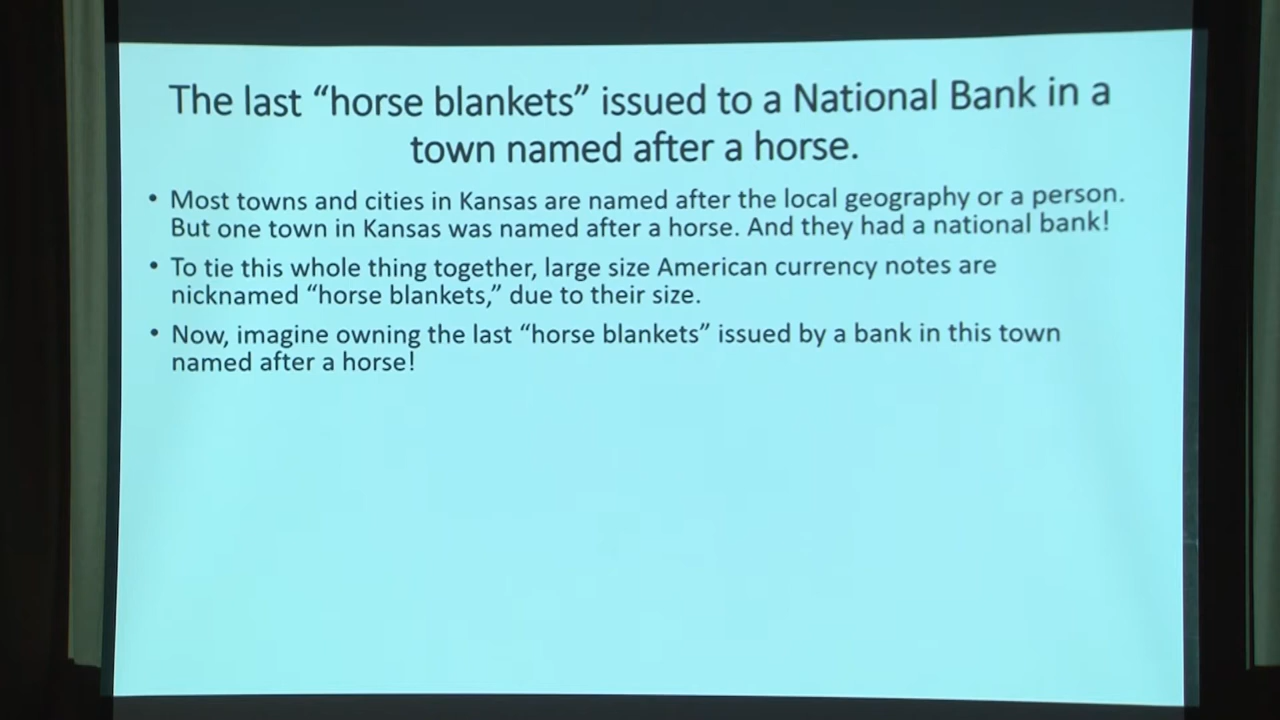 The last “horse blankets” issued to a National Bank in a
town named after a horse.
• Most towns and cities in Kansas are named after the local geography or a person.
But one town in Kansas was named after a horse. And they had a national bank!
• To tie this whole thing together, large size American currency notes are
nicknamed “horse blankets,” due to their size.
• Now, imagine owning the last “horse blankets” issued by a bank in this town
named after a horse!